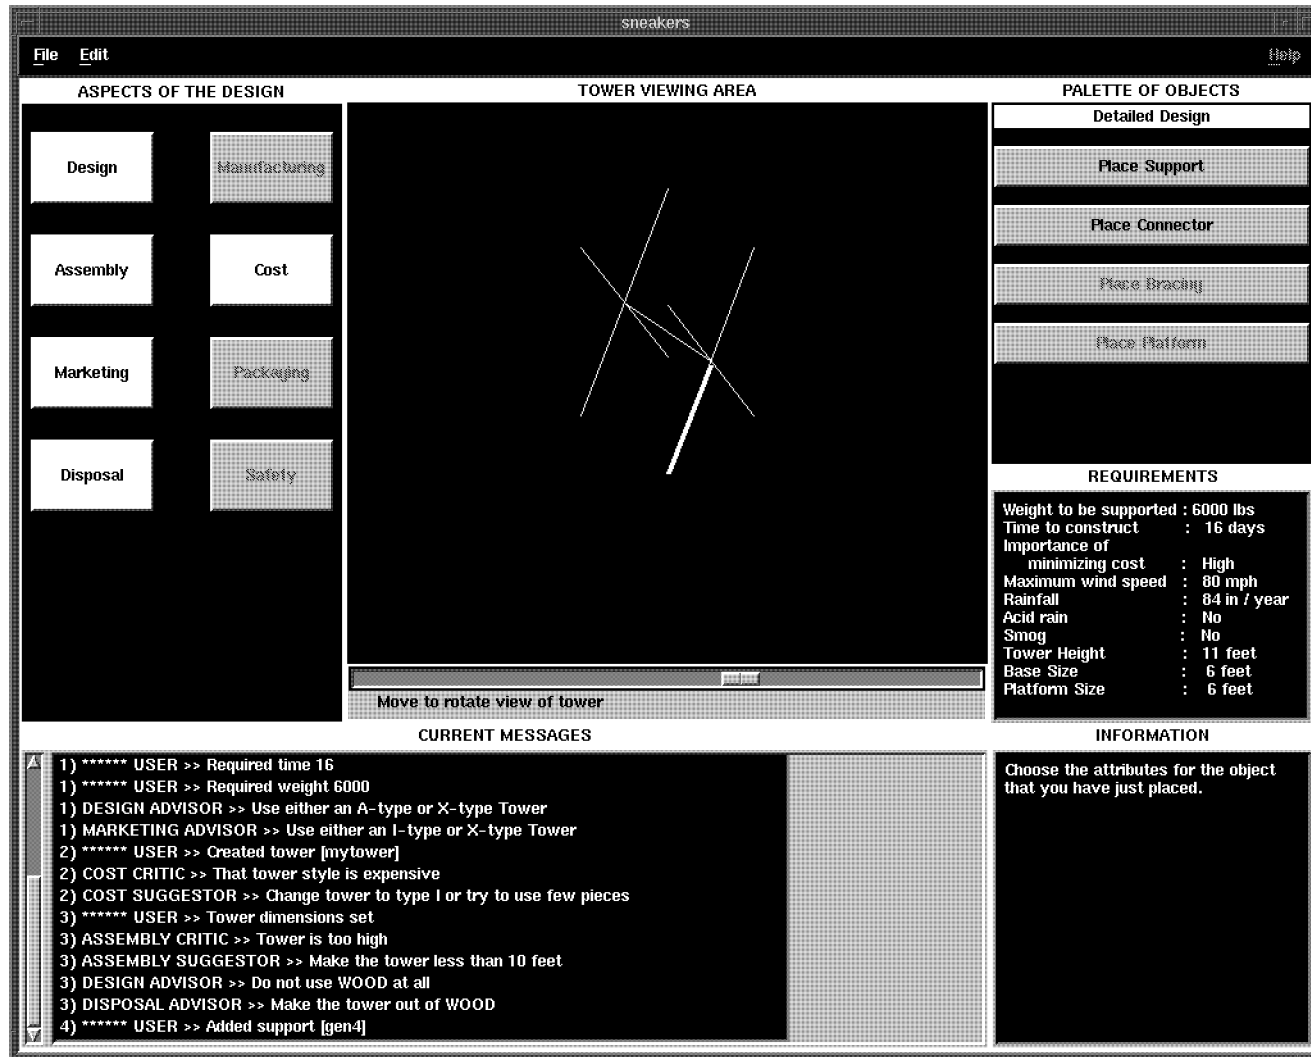 sneakers
File Edit Help
ASPECTS OF THE DESIGN
Design Manufacturing
Assembly Cost
Marketing Packaging
Disposal Safety
TOWER VIEWING AREA
Move to rotate view of tower
PALETTE OF OBJECTS
Detailed Design
Place Support
Place Connector
Place Bracing
Place Platform
REQUIREMENTS
Weight to be supported : 6000 lbs
Time to construct : 16 days
Importance of
minimizing cost : High
Maximum wind speed : 80 mph
Rainfall : 84 in / year
Acid rain : No
Smog : No
Tower Height : 11 feet
Base Size : 6 feet
Platform Size : 6 feet
CURRENT MESSAGES
1) ****** USER >> Required time 16
1) ****** USER >> Required weight 6000
1) DESIGN ADVISOR >> Use either an A-type or X-type Tower
1) MARKETING ADVISOR >> Use either an I-type or X-type Tower
2) ****** USER >> Created tower [mytower]
2) COST CRITIC >> That tower style is expensive
2) COST SUGGESTOR >> Change tower to type I or try to use few pieces
3) ****** USER >> Tower dimensions set
3) ASSEMBLY CRITIC >> Tower is too high
3) ASSEMBLY SUGGESTOR >> Make the tower less than 10 feet
3) DESIGN ADVISOR >> Do not use WOOD at all
3) DISPOSAL ADVISOR >> Make the tower out of WOOD
4) ****** USER >> Added support [gen4]
INFORMATION
Choose the attributes for the object
that you have just placed.